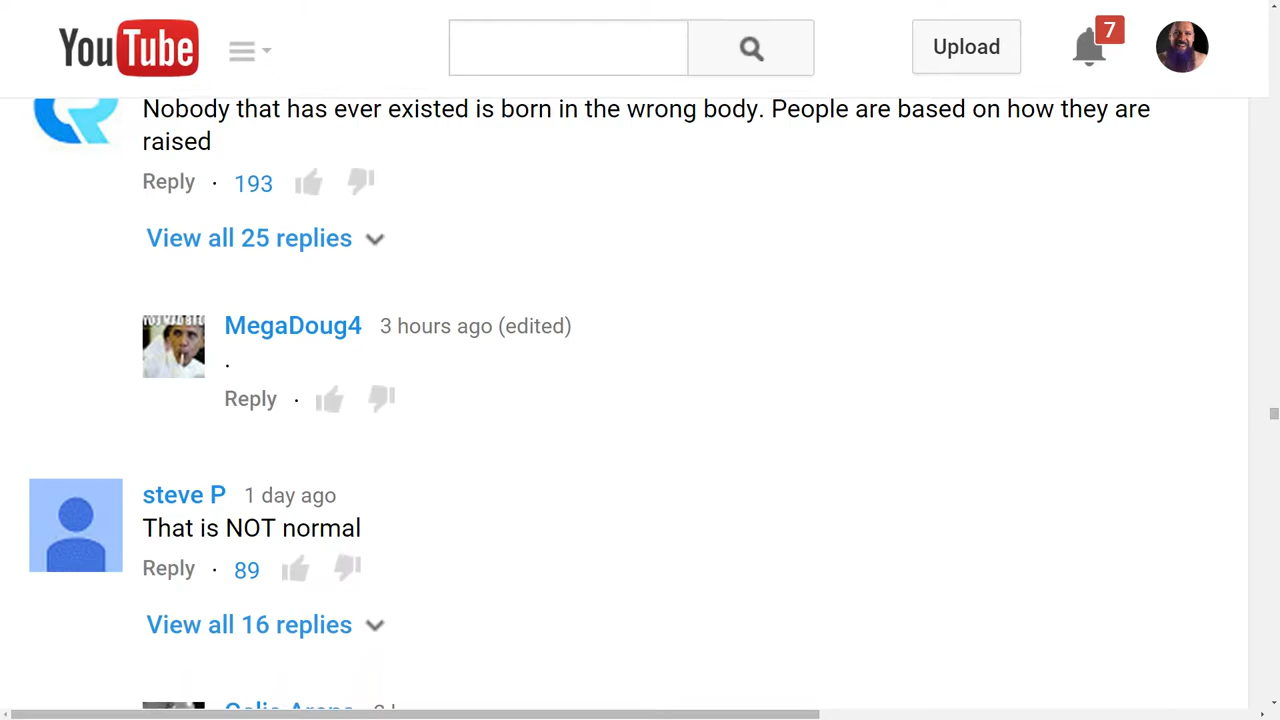 YouTube
Upload
7
Nobody that has ever existed is born in the wrong body. People are based on how they are
raised
Reply · 193
View all 25 replies
MegaDoug4 3 hours ago (edited)
.
Reply ·
steve P 1 day ago
That is NOT normal
Reply · 89
View all 16 replies